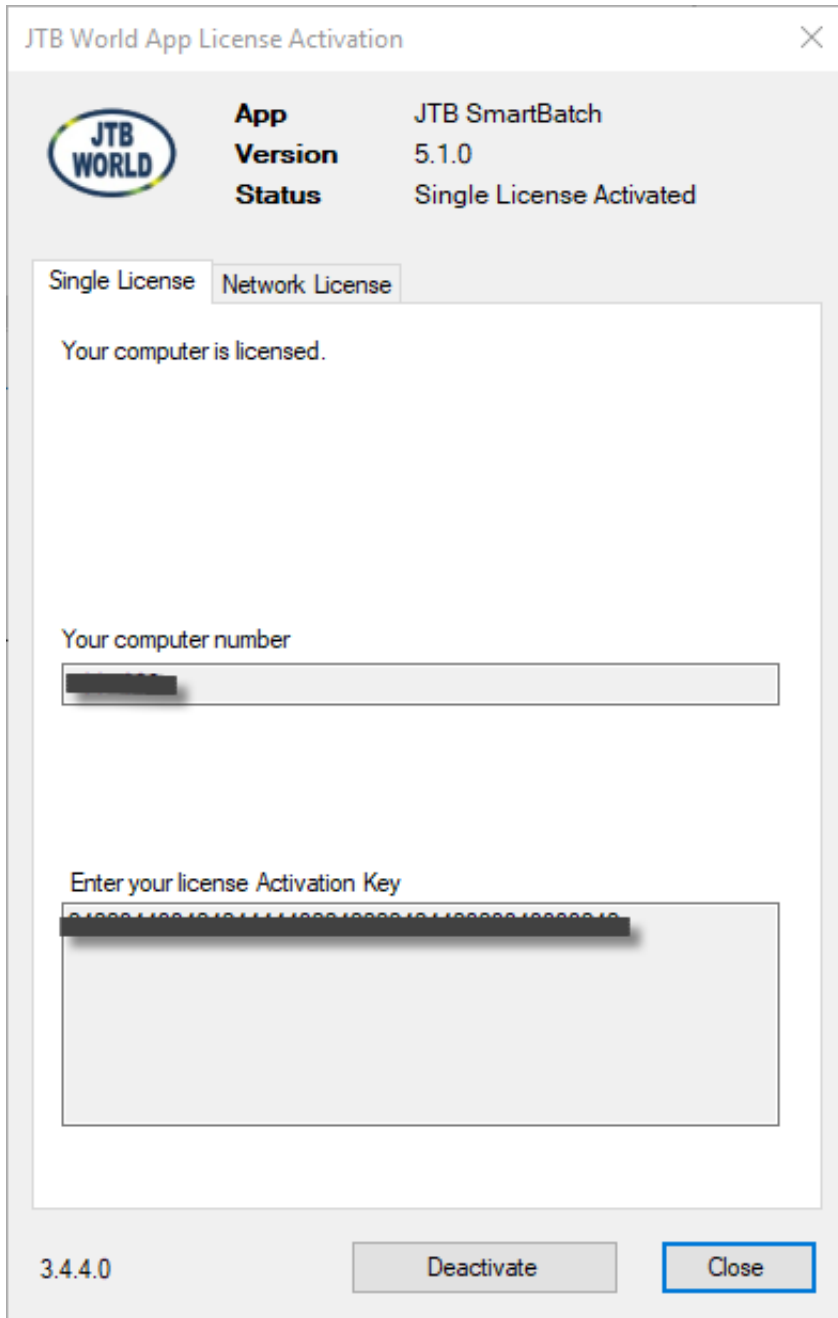 JTB World App License Activation
JTB
WORLD
App JTB SmartBatch
Version 5.1.0
Status Single License Activated
Single License Network License
Your computer is licensed.
Your computer number
Enter your license Activation Key
3.4.4.0 Deactivate Close